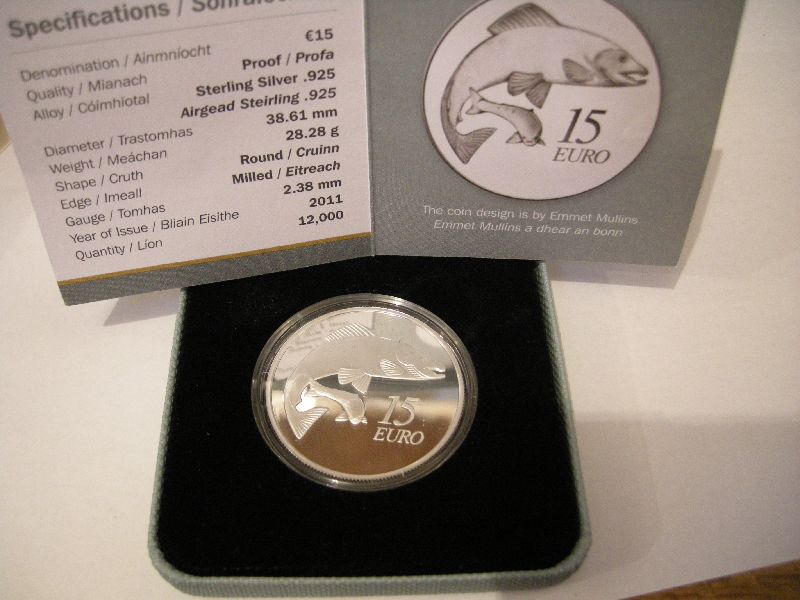 Specifications /
Denomination / Ainmníocht €15
Quality / Mianach Proof / Profa
Alloy / Cóimhiotal Sterling Silver .925
Airgead Steirling .925
Diameter / Trastomhas 38.61 mm
Weight / Meáchan 28.28 g
Shape / Cruth Round / Cruinn
Edge / Imeall Milled / Eitreach
Gauge / Tomhas 2.38 mm
Year of Issue / Bliain Eisithe 2011
Quantity / Líon 12,000
15
EURO
The coin design is by Emmet Mullins
Emmet Mullins a dhear an bonn
15
EURO